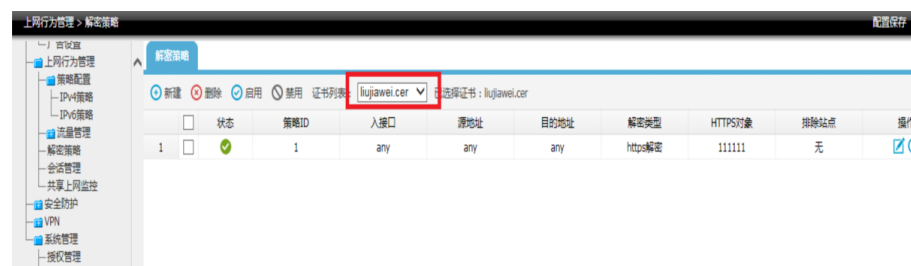 上网行为管理 > 解密策略 配置保存
广告设置
上网行为管理
策略配置
IPv4策略
IPv6策略
流量管理
解密策略
会话管理
共享上网监控
安全防护
VPN
系统管理
授权管理
解密策略
新建 删除 启用 禁用 证书列表: liujiawei.cer 已选择证书：liujiawei.cer
状态 策略ID 入接口 源地址 目的地址 解密类型 HTTPS对象 排除站点 操作
1 1 any any any https解密 111111 无